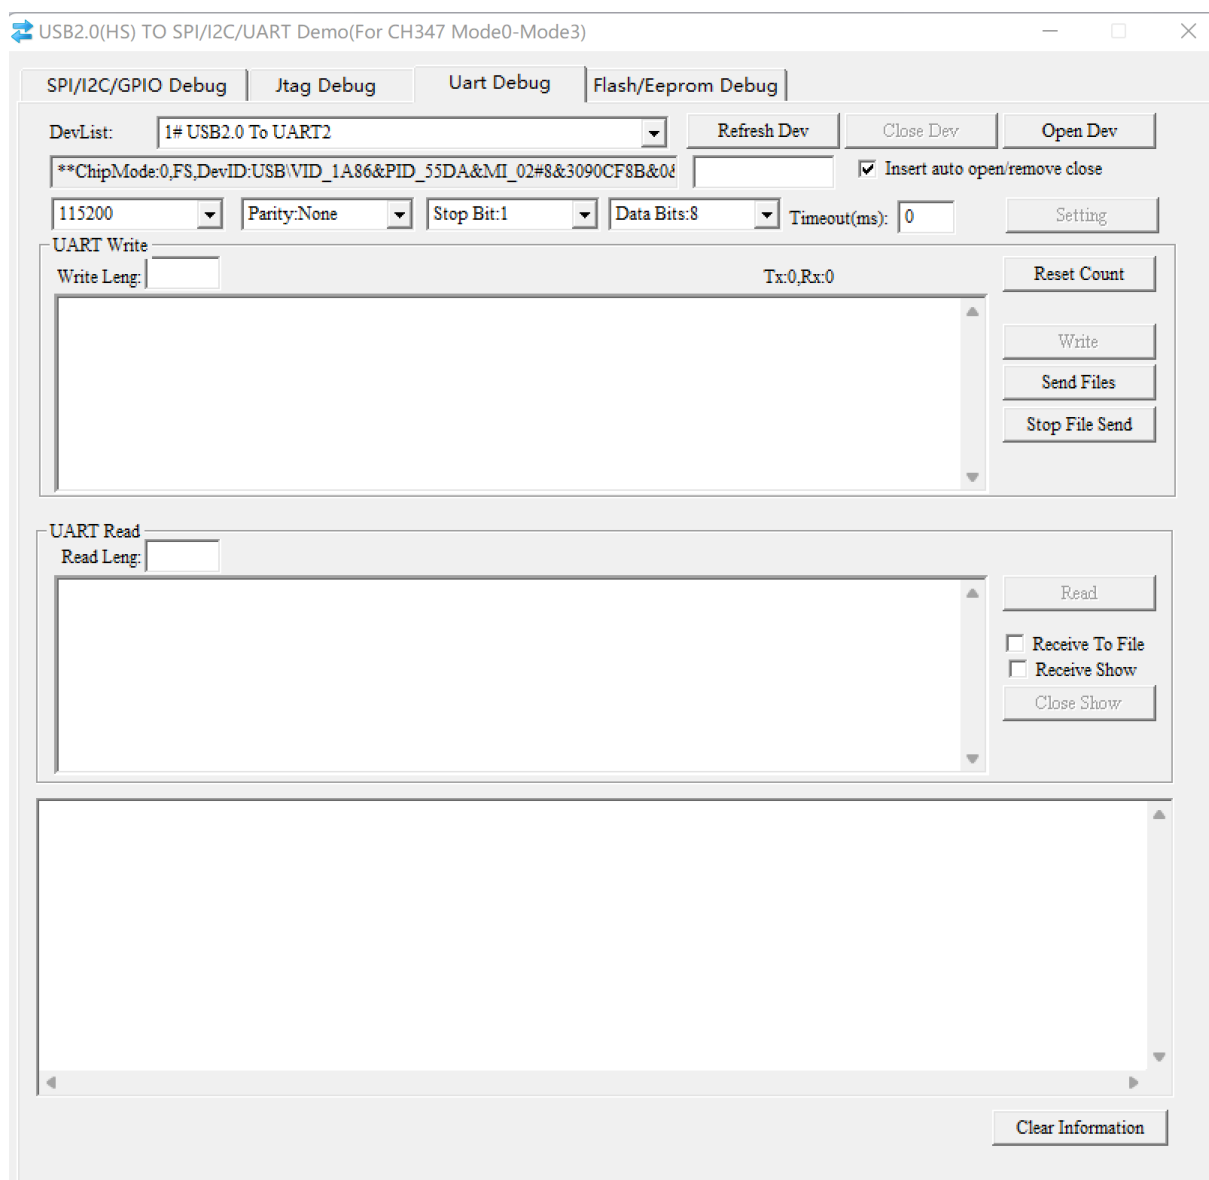 USB2.0(HS) TO SPI/I2C/UART Demo(For CH347 Mode0-Mode3)
SPI/I2C/GPIO Debug Jtag Debug Uart Debug Flash/Eeprom Debug
DevList: 1# USB2.0 To UART2 Refresh Dev Close Dev Open Dev
**ChipMode:0,FS,DevID:USB\VID_1A86&PID_55DA&MI_02#8&3090CF8B&0& Insert auto open/remove close
115200 Parity:None Stop Bit:1 Data Bits:8 Timeout(ms): 0 Setting
UART Write
Write Leng: Tx:0,Rx:0 Reset Count
Write
Send Files
Stop File Send
UART Read
Read Leng:
Read
Receive To File
Receive Show
Close Show
Clear Information